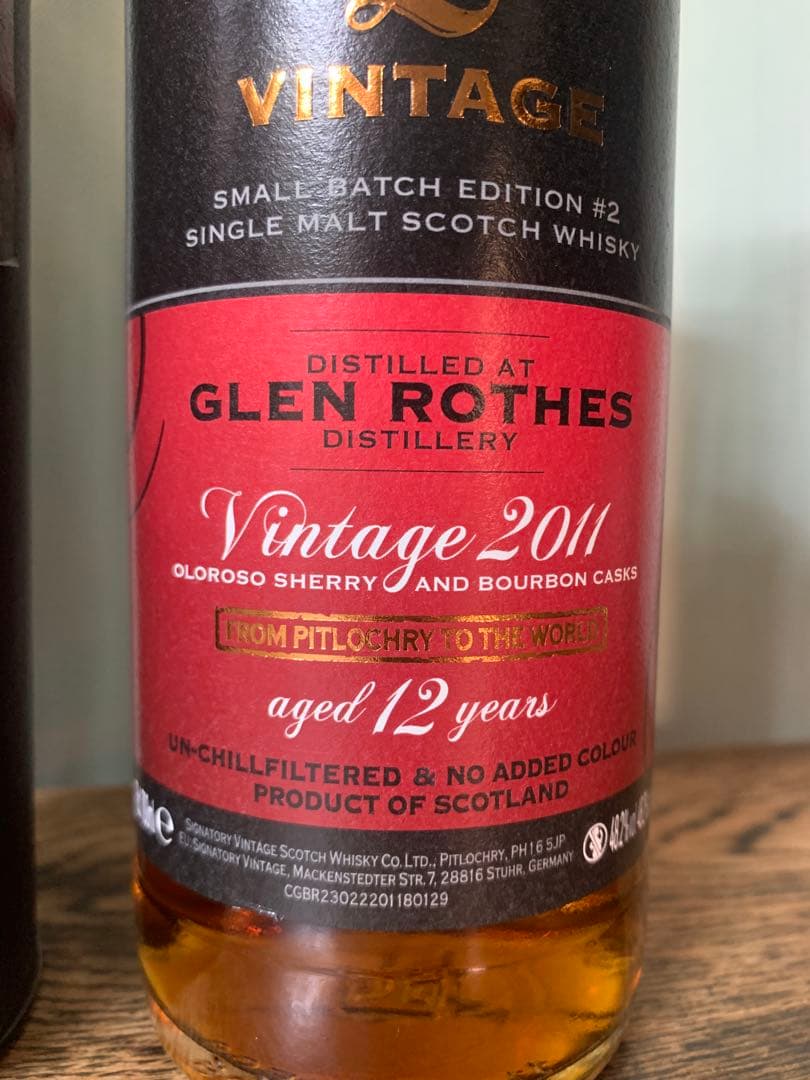 VINTAGE
SMALL BATCH EDITION #2
SINGLE MALT SCOTCH WHISKY
DISTILLED AT
GLEN ROTHES
DISTILLERY
Vintage 2011
OLOROSO SHERRY AND BOURBON CASKS
FROM PITLOCHRY TO THE WORLD
aged 12 years
UN-CHILLFILTERED & NO ADDED COLOUR
PRODUCT OF SCOTLAND
SIGNATORY VINTAGE SCOTCH WHISKY CO. LTD., PITLOCHRY, PH16 5JP
EU: SIGNATORY VINTAGE, MACKENSTEDTER STR. 7, 28816 STUHR, GERMANY
CGBR23022201180129